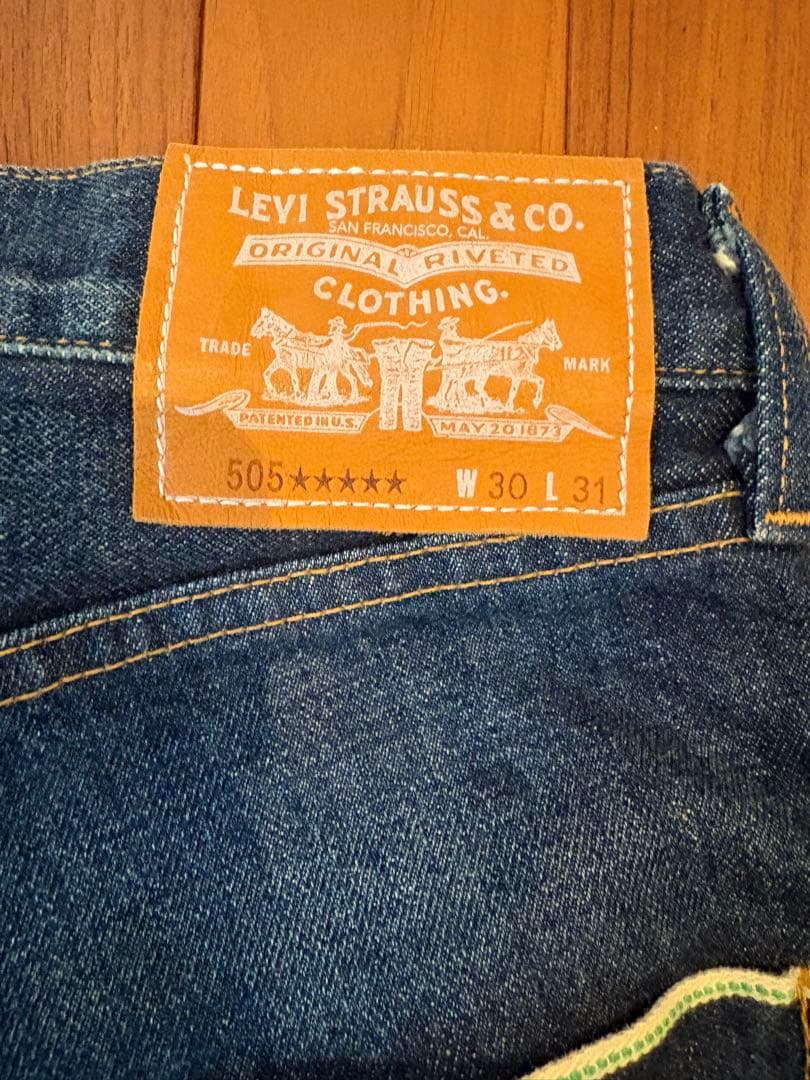 LEVI STRAUSS & CO.
SAN FRANCISCO, CAL.
ORIGINAL RIVETED
CLOTHING.
TRADE MARK
PATENTED IN U.S. MAY 20 1873
505★★★★★ W 30 L 31